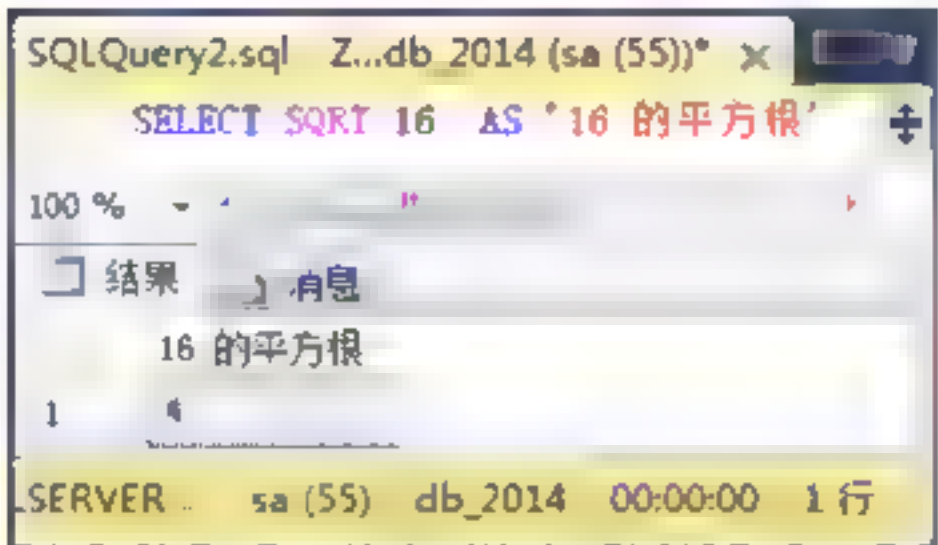 SQLQuery2.sql Z...db_2014 (sa (55))*
SELECT SQRT 16 AS '16 的平方根'
100 %
结果 消息
16 的平方根
1
SERVER .. sa (55) db_2014 00:00:00 1 行